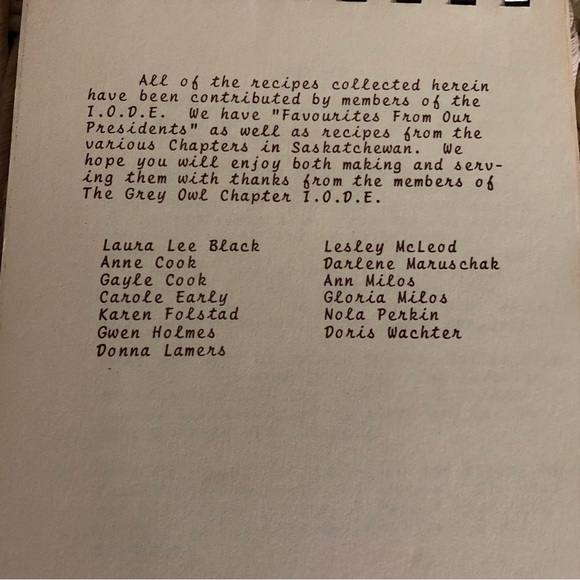 All of the recipes collected herein
have been contributed by members of the
I.O.D.E. We have "Favourites From Our
Presidents" as well as recipes from the
various Chapters in Saskatchewan. We
hope you will enjoy both making and serv-
ing them with thanks from the members of
The Grey Owl Chapter I.O.D.E.
Laura Lee Black
Anne Cook
Gayle Cook
Carole Early
Karen Folstad
Gwen Holmes
Donna Lamers
Lesley McLeod
Darlene Maruschak
Ann Milos
Gloria Milos
Nola Perkin
Doris Wachter